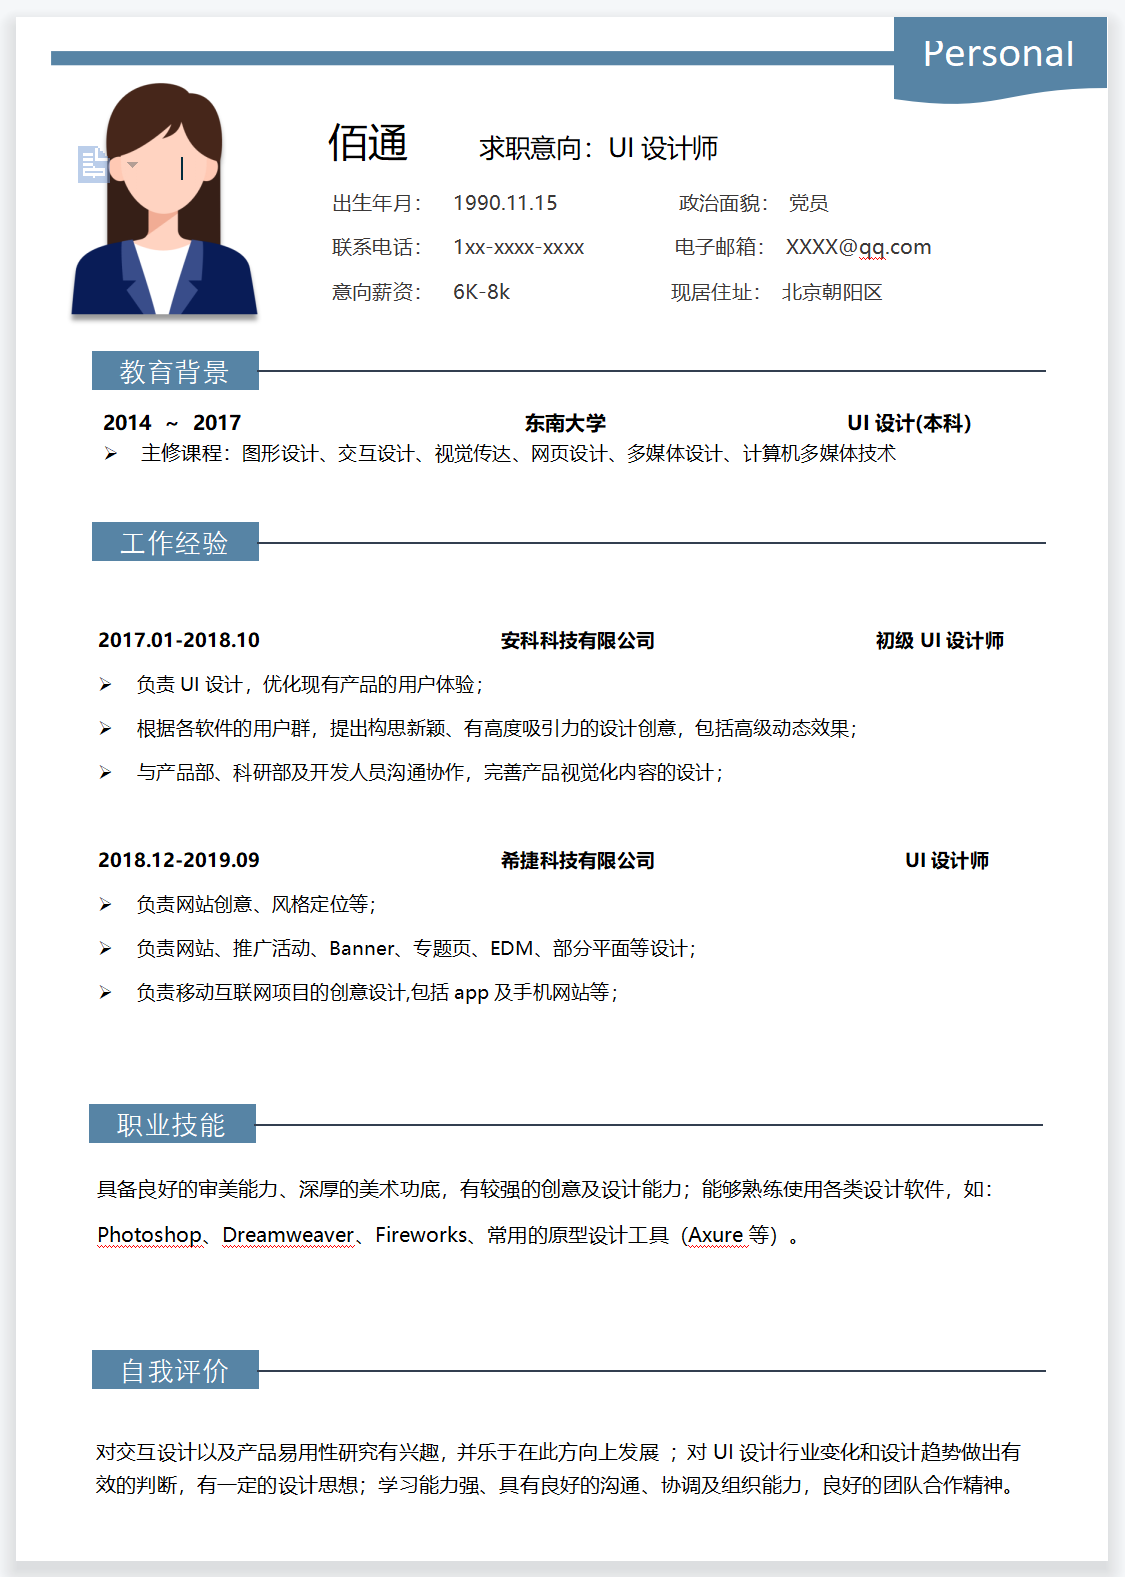 Personal
佰通 求职意向：UI 设计师
出生年月： 1990.11.15 政治面貌： 党员
联系电话： 1xx-xxxx-xxxx 电子邮箱： XXXX@qq.com
意向薪资： 6K-8k 现居住址： 北京朝阳区
教育背景
2014 ~ 2017 东南大学 UI 设计(本科)
➢ 主修课程：图形设计、交互设计、视觉传达、网页设计、多媒体设计、计算机多媒体技术
工作经验
2017.01-2018.10 安科科技有限公司 初级 UI 设计师
➢ 负责 UI 设计，优化现有产品的用户体验；
➢ 根据各软件的用户群，提出构思新颖、有高度吸引力的设计创意，包括高级动态效果；
➢ 与产品部、科研部及开发人员沟通协作，完善产品视觉化内容的设计；
2018.12-2019.09 希捷科技有限公司 UI 设计师
➢ 负责网站创意、风格定位等；
➢ 负责网站、推广活动、Banner、专题页、EDM、部分平面等设计；
➢ 负责移动互联网项目的创意设计,包括 app 及手机网站等；
职业技能
具备良好的审美能力、深厚的美术功底，有较强的创意及设计能力；能够熟练使用各类设计软件，如：
Photoshop、Dreamweaver、Fireworks、常用的原型设计工具（Axure 等）。
自我评价
对交互设计以及产品易用性研究有兴趣，并乐于在此方向上发展 ；对 UI 设计行业变化和设计趋势做出有
效的判断，有一定的设计思想；学习能力强、具有良好的沟通、协调及组织能力，良好的团队合作精神。